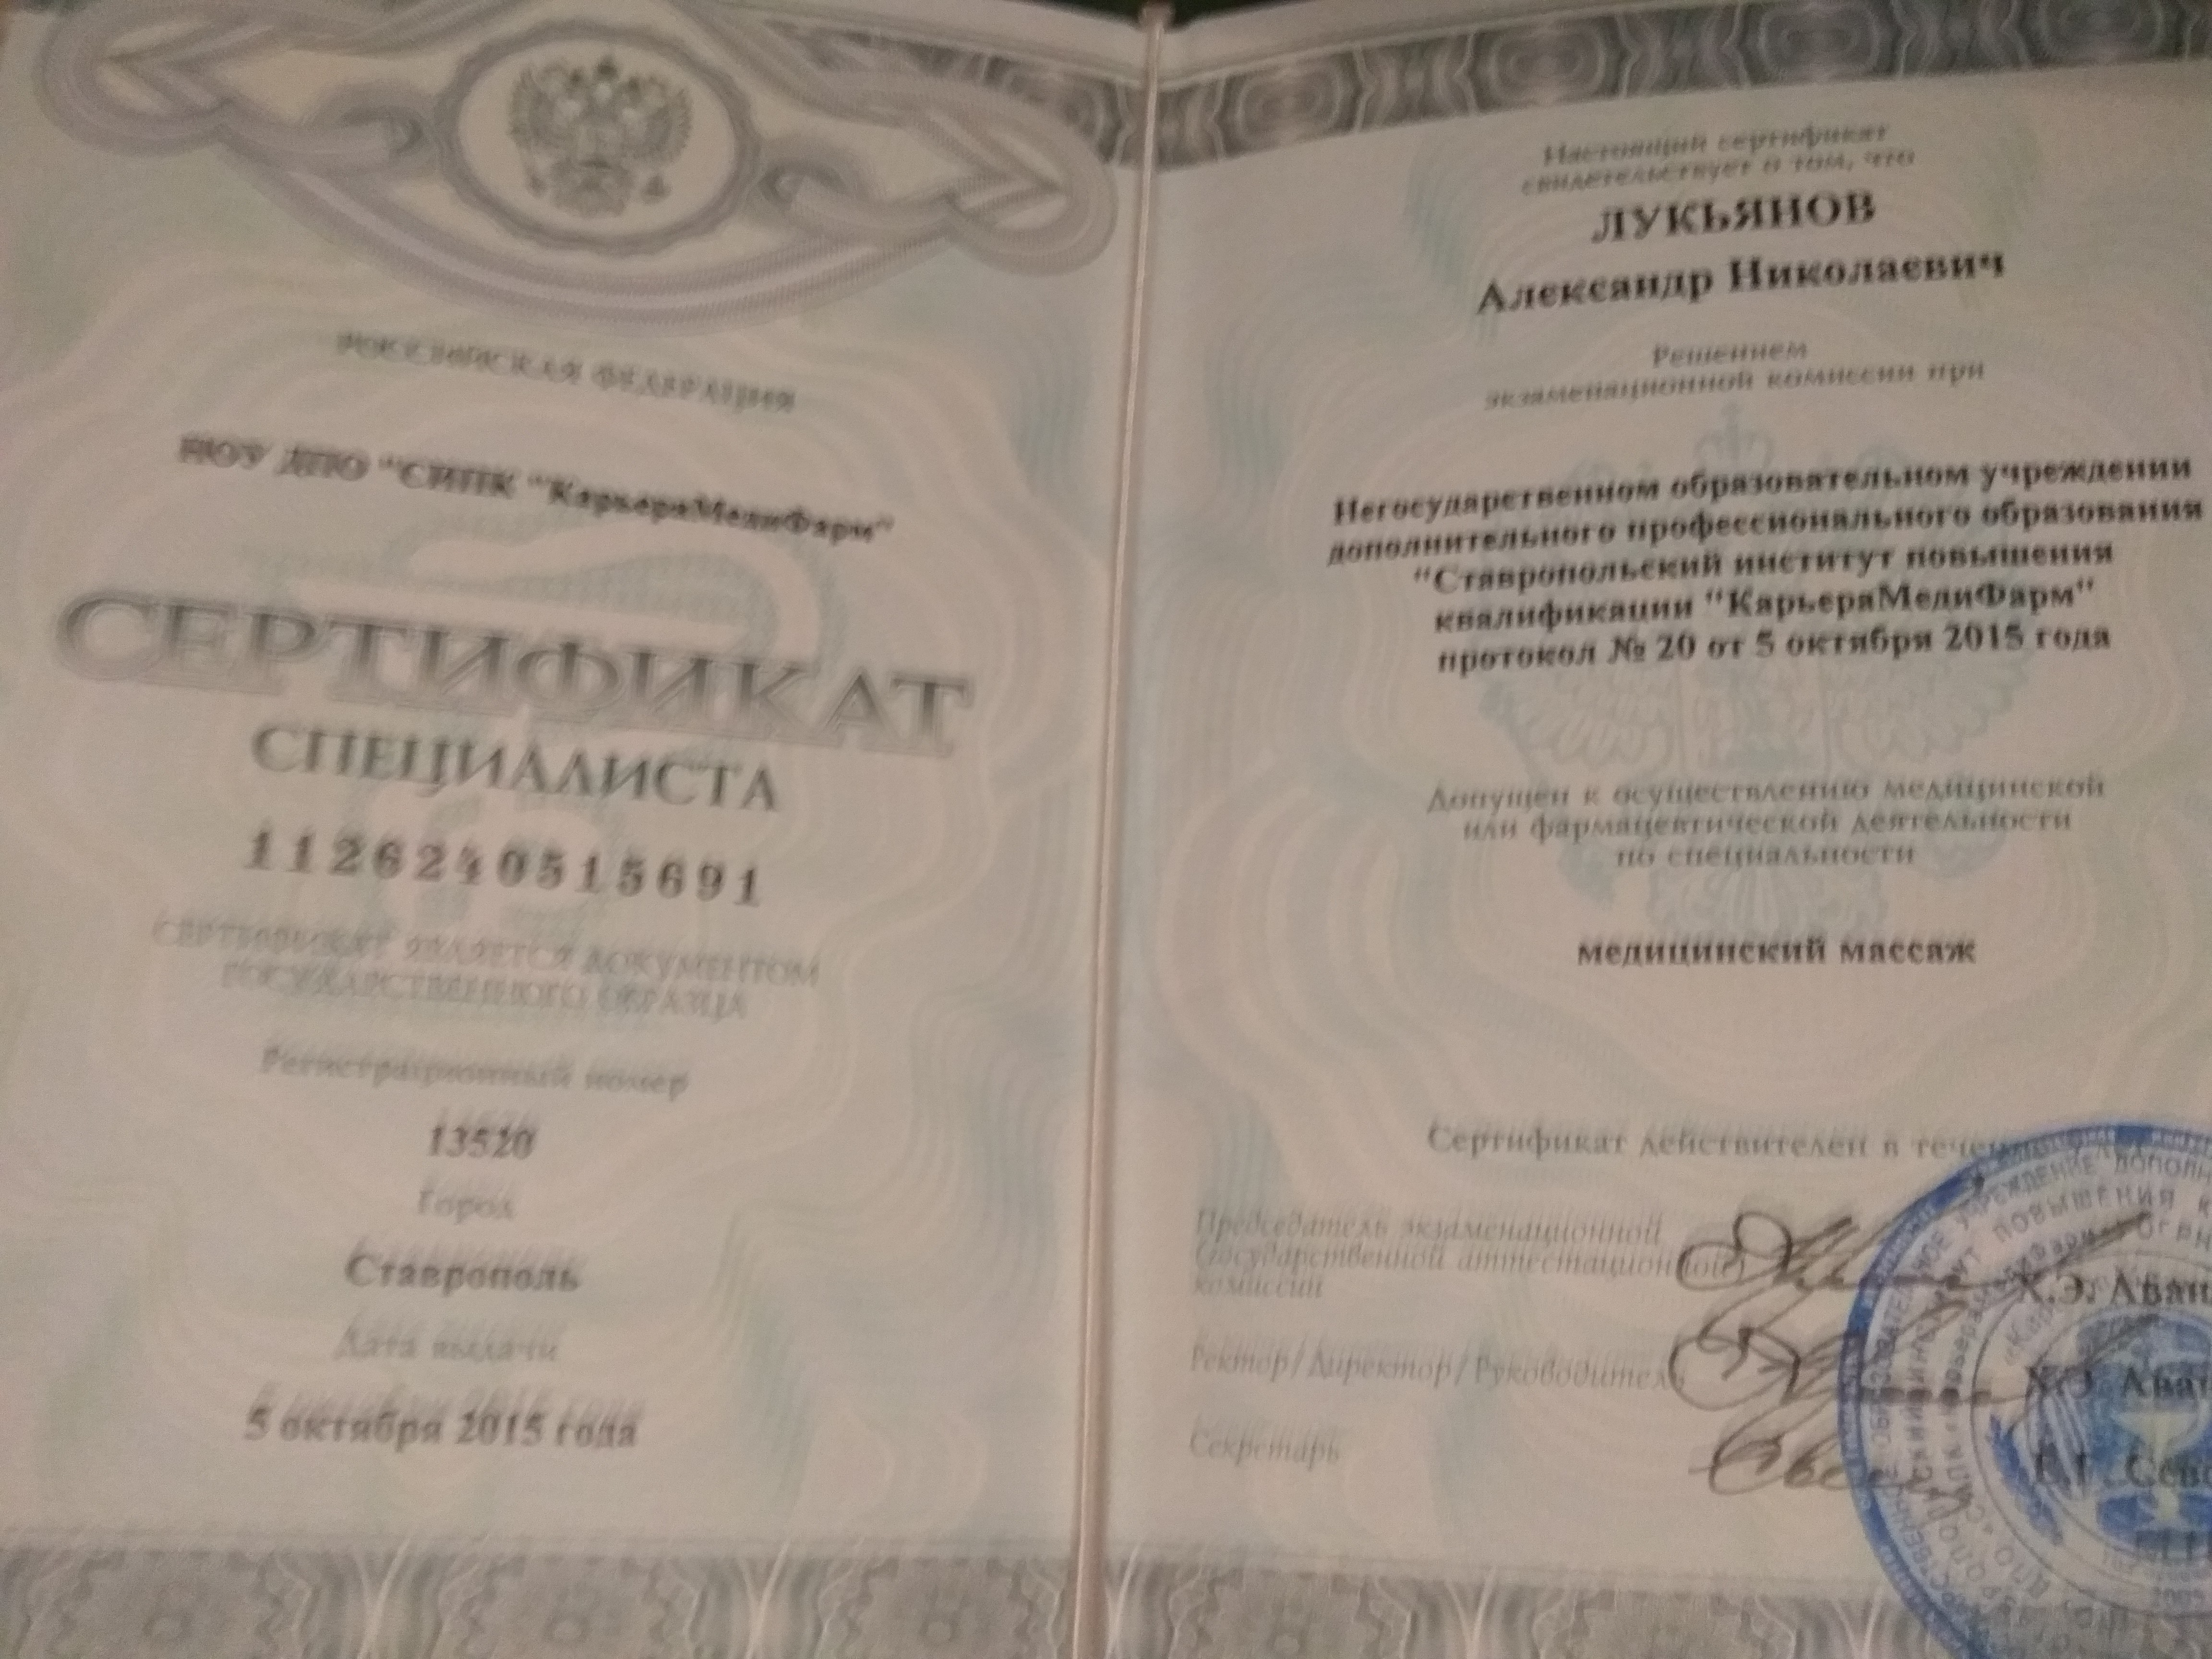 РОССИЙСКАЯ ФЕДЕРАЦИЯ
НОУ ДПО "СИПК "КарьераМедиФарм"
СЕРТИФИКАТ
СПЕЦИАЛИСТА
1126240515691
СЕРТИФИКАТ ЯВЛЯЕТСЯ ДОКУМЕНТОМ
ГОСУДАРСТВЕННОГО ОБРАЗЦА
Регистрационный номер
13520
Город
Ставрополь
Дата выдачи
5 октября 2015 года
Настоящий сертификат
свидетельствует о том, что
ЛУКЬЯНОВ
Александр Николаевич
Решением
экзаменационной комиссии при
Негосударственном образовательном учреждении
дополнительного профессионального образования
"Ставропольский институт повышения
квалификации "КарьераМедиФарм"
протокол № 20 от 5 октября 2015 года
Допущен к осуществлению медицинской
или фармацевтической деятельности
по специальности
медицинский массаж
Сертификат действителен в
Председатель экзаменационной
(государственной аттестационной)
комиссии
Х.Э. Аван
Ректор/Директор/Руководитель
Х.Э. Аван
Секретарь